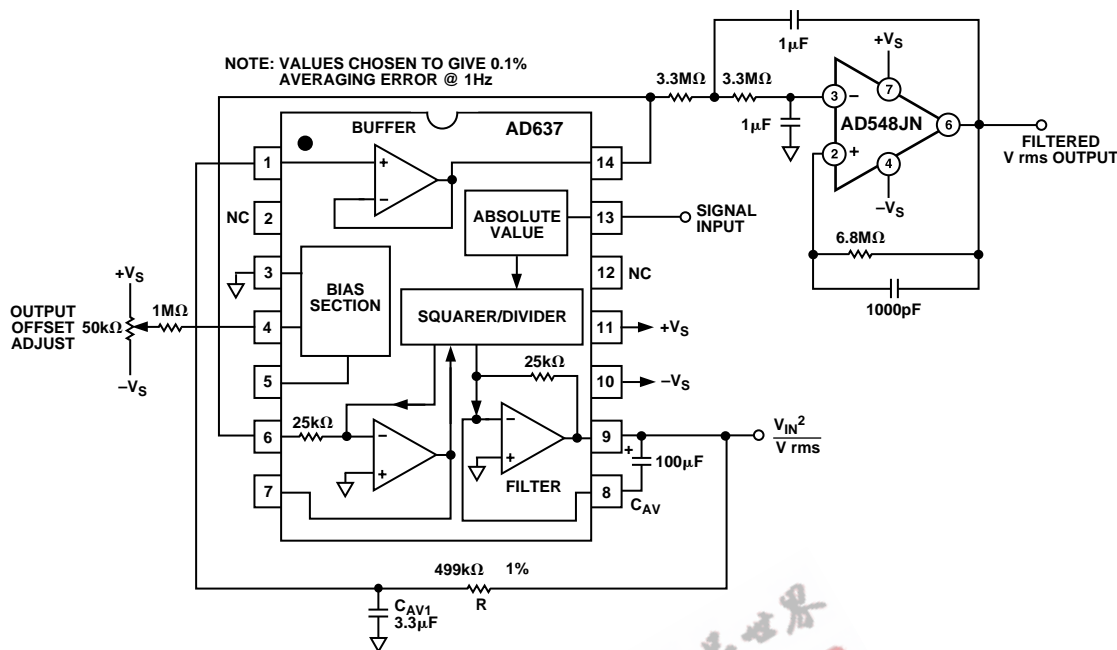 NOTE: VALUES CHOSEN TO GIVE 0.1%
AVERAGING ERROR @ 1Hz
1µF
+VS
3.3MΩ
3.3MΩ
3
–
7
AD548JN
6
1µF
2
+
4
–VS
FILTERED
V rms OUTPUT
6.8MΩ
1000pF
BUFFER
AD637
1
+
–
14
NC
2
ABSOLUTE
VALUE
13
SIGNAL
INPUT
3
BIAS
SECTION
12
NC
+VS
OUTPUT
OFFSET
ADJUST
50kΩ
1MΩ
–VS
4
SQUARER/DIVIDER
11
+VS
5
25kΩ
10
–VS
6
25kΩ
–
+
–
+
FILTER
9
+
100µF
VIN2
V rms
7
8
CAV
499kΩ 1%
R
CAV1
3.3µF